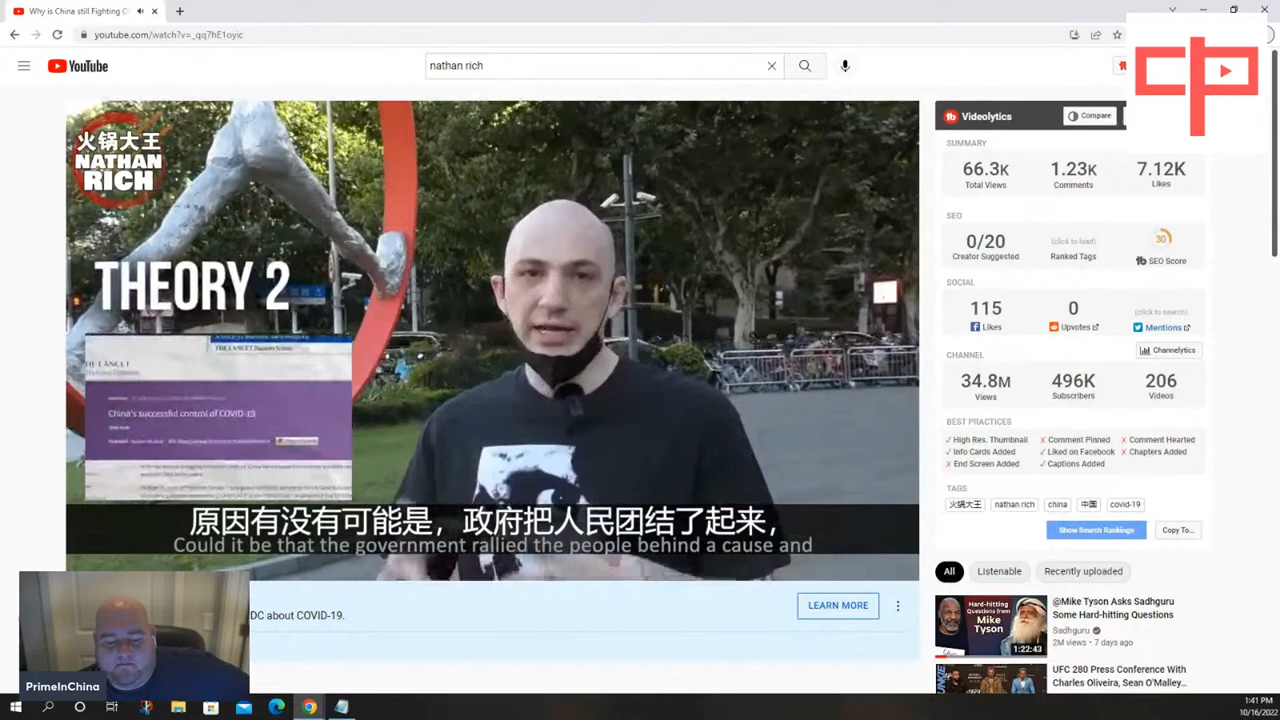 Why is China still Fighting C
youtube.com/watch?v=_qq7hE1oyic
YouTube
nathan rich
中
火锅大王
NATHAN
RICH
THEORY 2
THE LANCET
China's successful control of COVID-19
原因有没有可能是，政府把人民团结了起来，
Could it be that the government rallied the people behind a cause and
DC about COVID-19.
LEARN MORE
PrimeInChina
Videolytics
Compare
SUMMARY
66.3K
1.23K
7.12K
Total Views
Comments
Likes
SEO
0/20
(click to load)
30
Creator Suggested
Ranked Tags
SEO Score
SOCIAL
115
0
(click to search)
Likes
Upvotes
Mentions
Channelytics
CHANNEL
34.8M
496K
206
Views
Subscribers
Videos
BEST PRACTICES
✓ High Res. Thumbnail
✗ Comment Pinned
✗ Comment Hearted
✓ Info Cards Added
✓ Liked on Facebook
✗ Chapters Added
✗ End Screen Added
✓ Captions Added
TAGS
火锅大王
nathan rich
china
中国
covid-19
Show Search Rankings
Copy To...
All
Listenable
Recently uploaded
Hard-hitting
Questions from
Mike
Tyson
1:22:43
@Mike Tyson Asks Sadhguru
Some Hard-hitting Questions
Sadhguru
2M views • 7 days ago
UFC 280 Press Conference With
Charles Oliveira, Sean O'Malley...
1:41 PM
10/16/2022